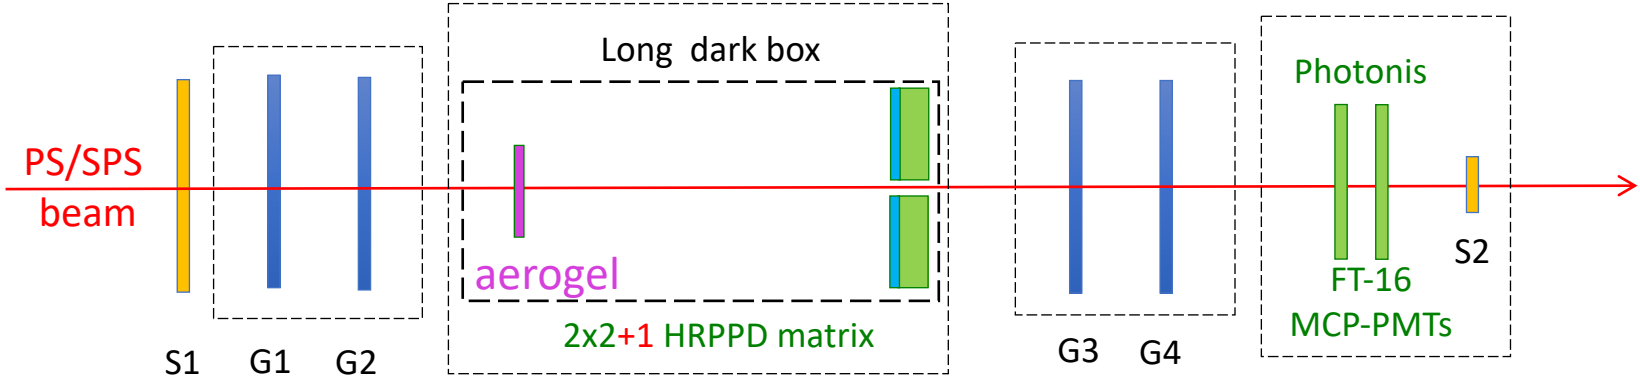 Long dark box
Photonis
PS/SPS
beam
aerogel
2x2+1 HRPPD matrix
S1
G1
G2
G3
G4
FT-16
MCP-PMTs
S2